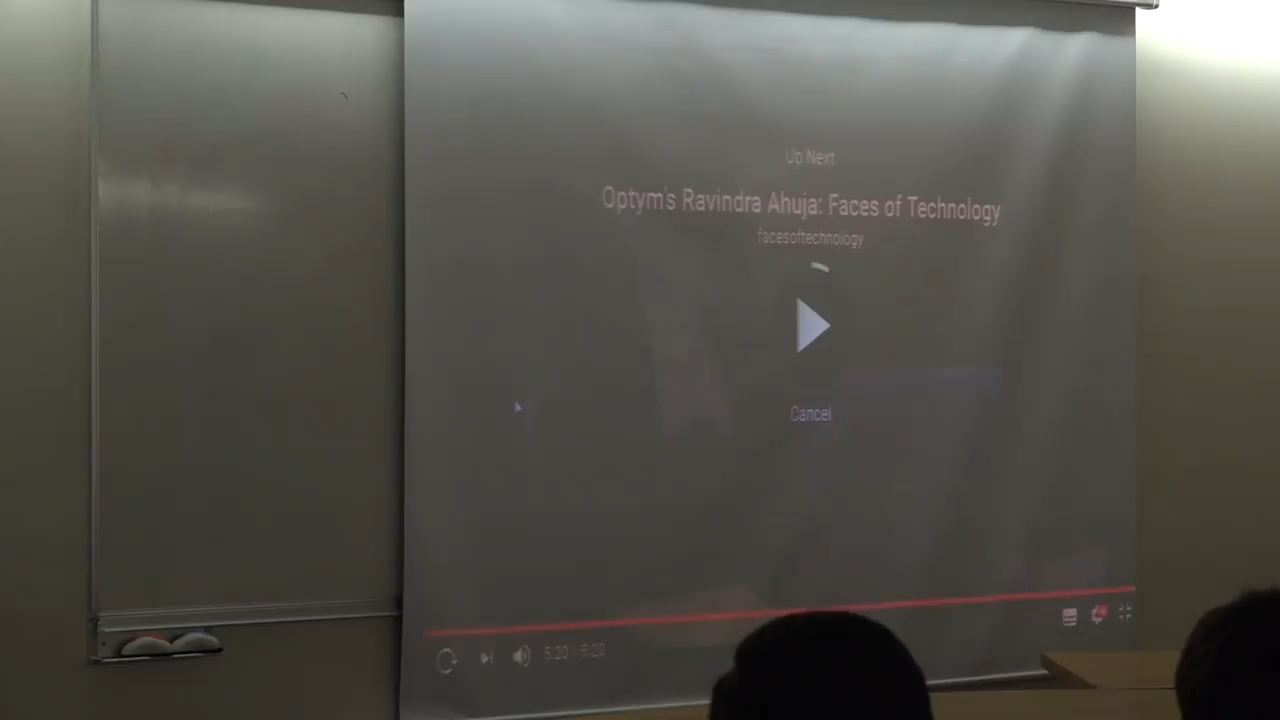 Up Next
Optym's Ravindra Ahuja: Faces of Technology
facesoftechnology
Cancel
5:20 / 5:20